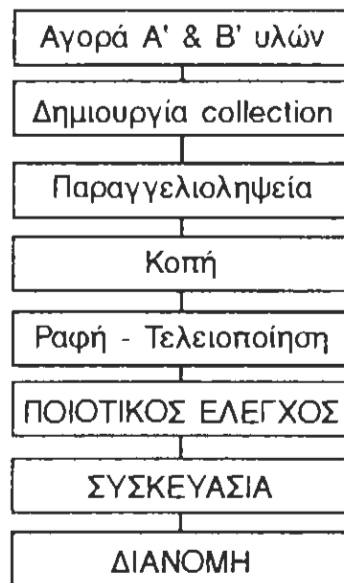 Αγορά Α' & Β' υλών
Δημιουργία collection
Παραγγελιοληψεία
Κοπή
Ραφή - Τελειοποίηση
ΠΟΙΟΤΙΚΟΣ ΕΛΕΓΧΟΣ
ΣΥΣΚΕΥΑΣΙΑ
ΔΙΑΝΟΜΗ